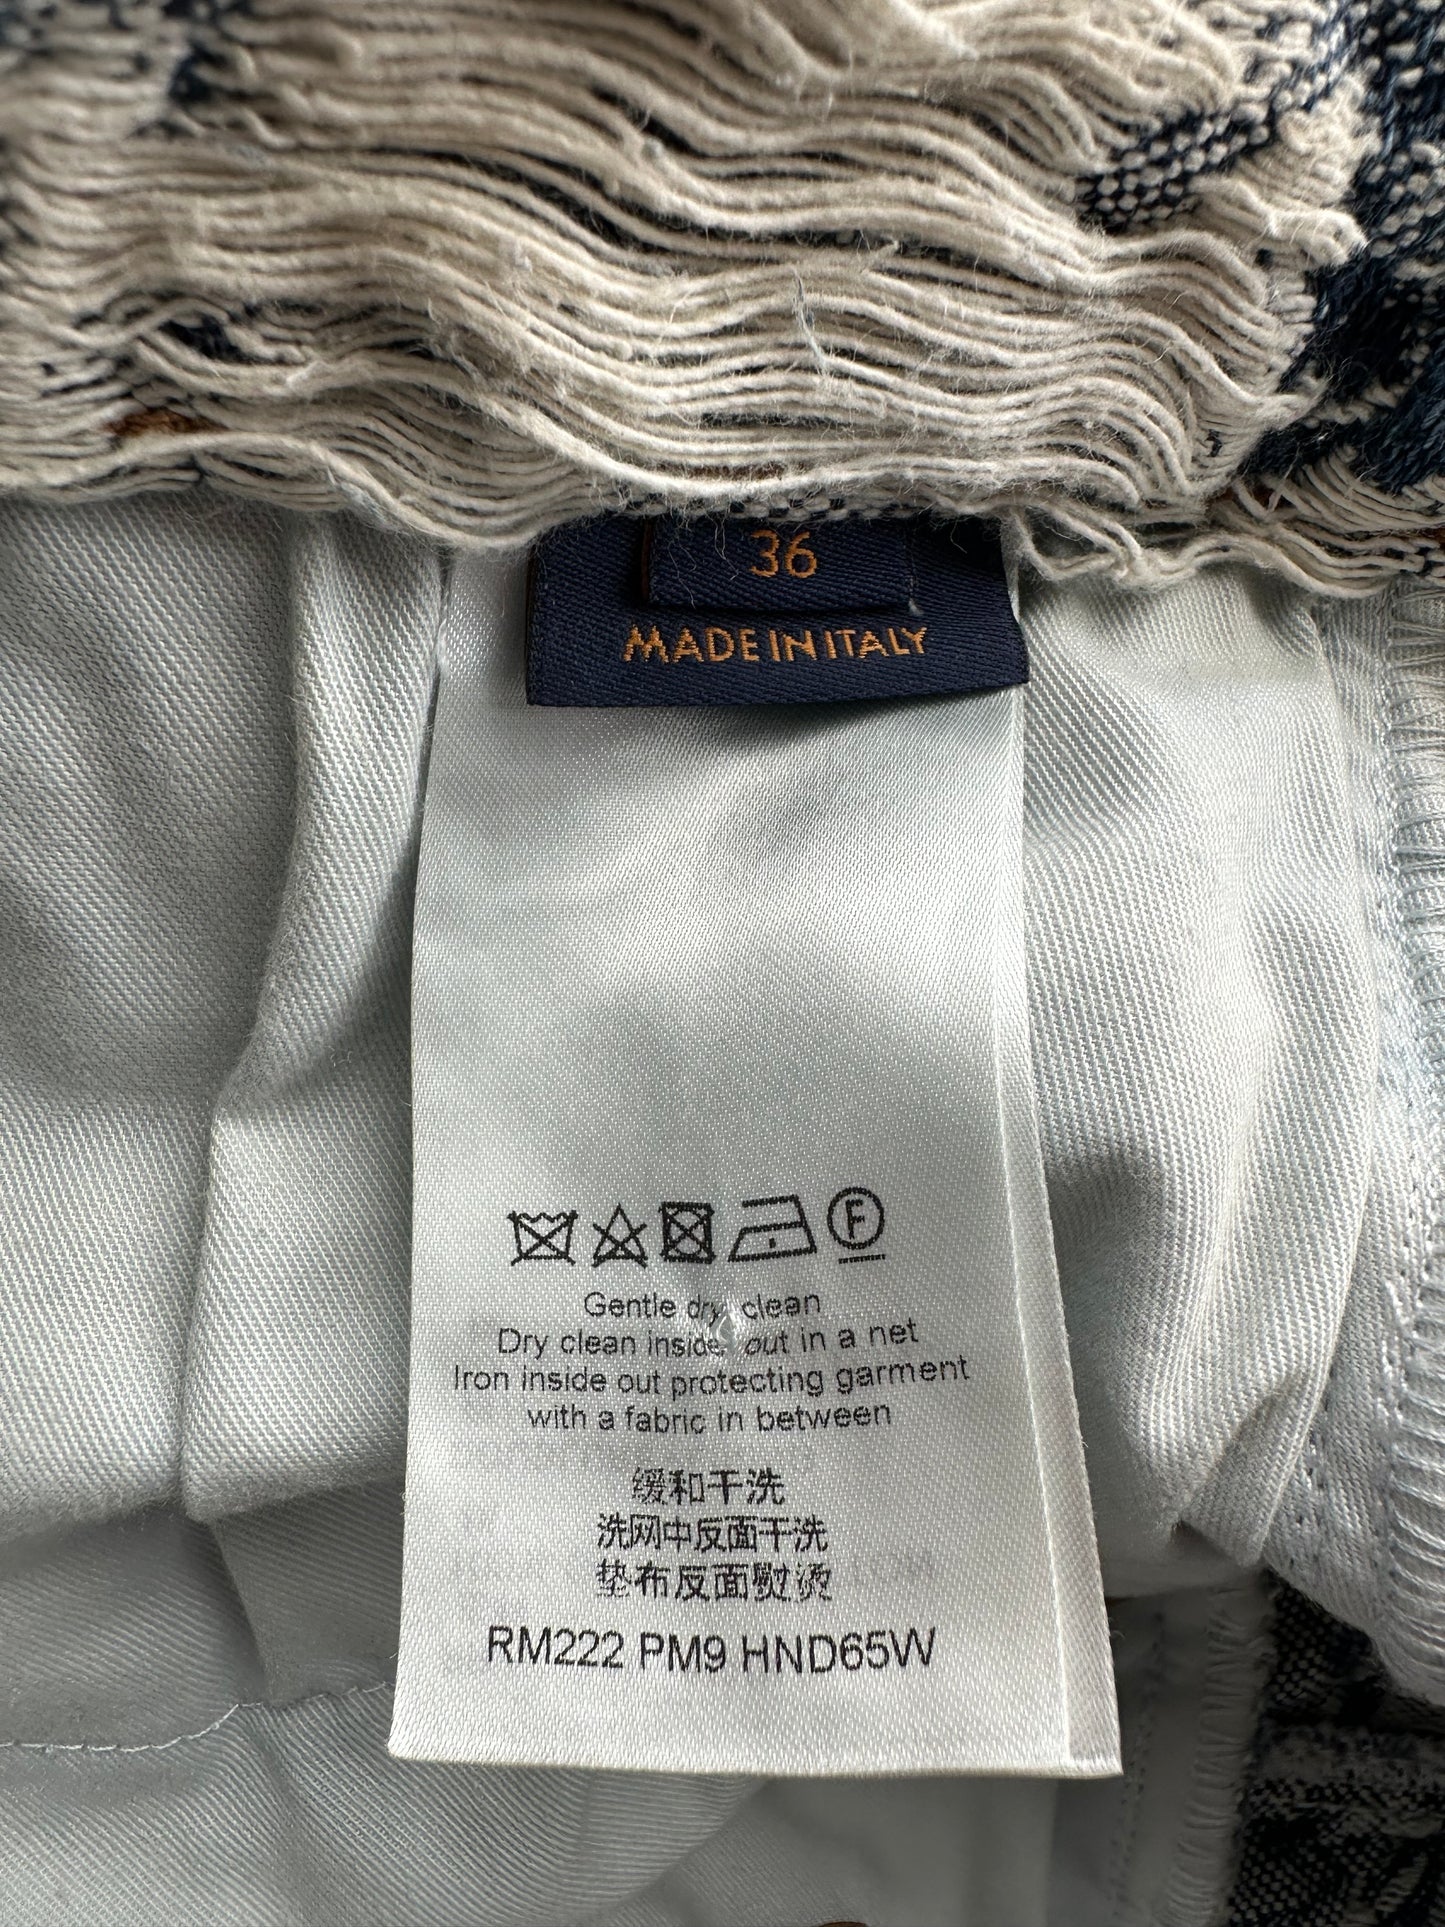 36
MADE IN ITALY
F
Gentle dry clean
Dry clean inside out in a net
Iron inside out protecting garment
with a fabric in between
缓和干洗
洗网中反面干洗
垫布反面熨烫
RM222 PM9 HND65W